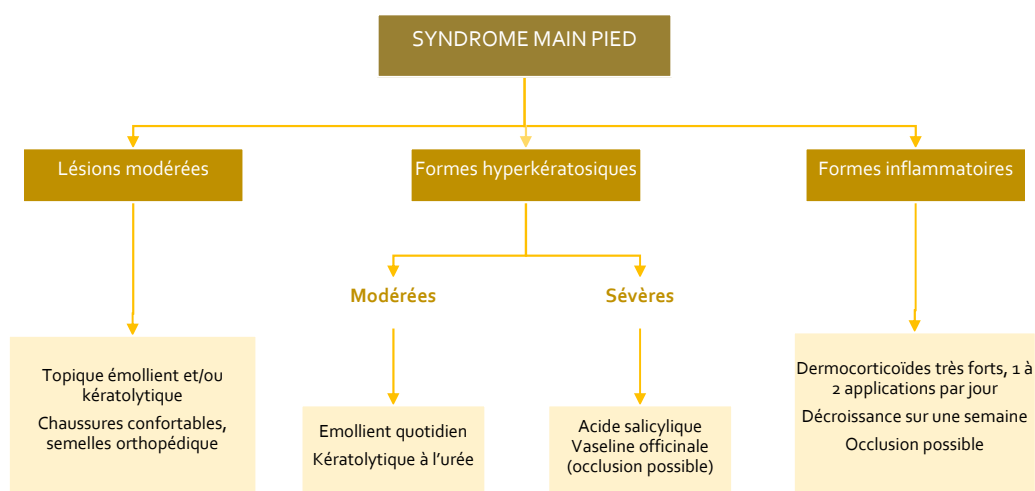 SYNDROME MAIN PIED
Lésions modérées
Formes hyperkératosiques
Formes inflammatoires
Modérées
Sévères
Topique émollient et/ou
kératolytique
Chaussures confortables,
semelles orthopédique
Emollient quotidien
Kératolytique à l'urée
Acide salicylique
Vaseline officinale
(occlusion possible)
Dermocorticoïdes très forts, 1 à
2 applications par jour
Décroissance sur une semaine
Occlusion possible